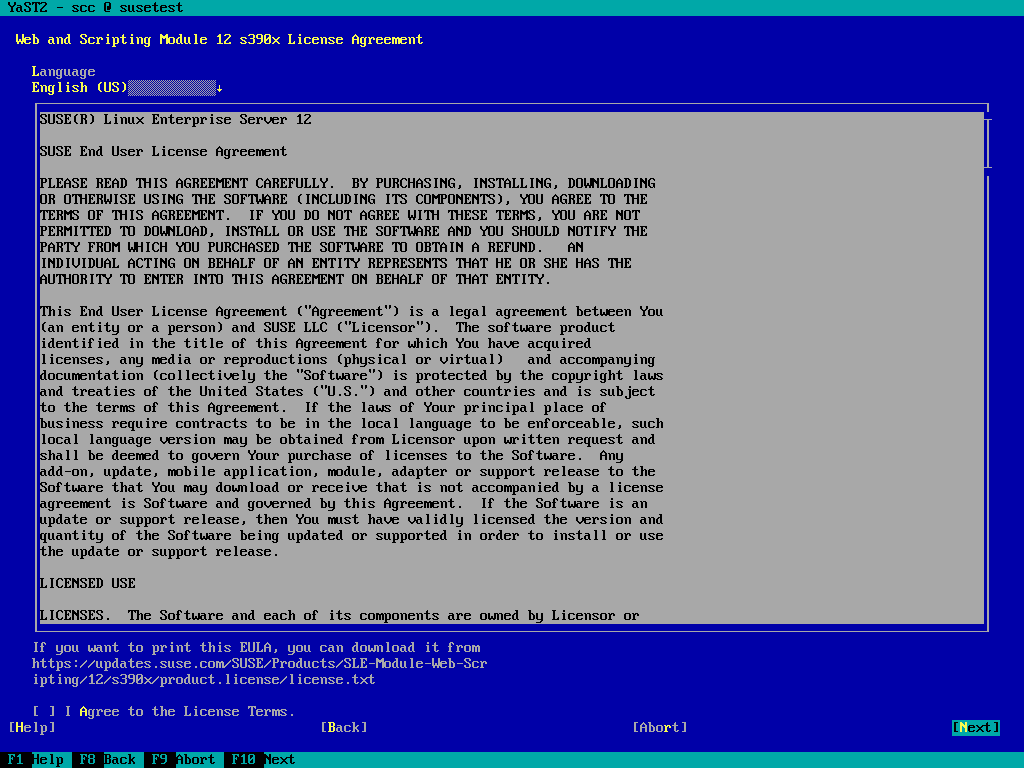 YaST2 - scc @ susetest
Web and Scripting Module 12 s390x License Agreement
Language
English (US)↓
SUSE(R) Linux Enterprise Server 12
SUSE End User License Agreement
PLEASE READ THIS AGREEMENT CAREFULLY.  BY PURCHASING, INSTALLING, DOWNLOADING
OR OTHERWISE USING THE SOFTWARE (INCLUDING ITS COMPONENTS), YOU AGREE TO THE
TERMS OF THIS AGREEMENT.  IF YOU DO NOT AGREE WITH THESE TERMS, YOU ARE NOT
PERMITTED TO DOWNLOAD, INSTALL OR USE THE SOFTWARE AND YOU SHOULD NOTIFY THE
PARTY FROM WHICH YOU PURCHASED THE SOFTWARE TO OBTAIN A REFUND.   AN
INDIVIDUAL ACTING ON BEHALF OF AN ENTITY REPRESENTS THAT HE OR SHE HAS THE
AUTHORITY TO ENTER INTO THIS AGREEMENT ON BEHALF OF THAT ENTITY.
This End User License Agreement ("Agreement") is a legal agreement between You
(an entity or a person) and SUSE LLC ("Licensor").  The software product
identified in the title of this Agreement for which You have acquired
licenses, any media or reproductions (physical or virtual)   and accompanying
documentation (collectively the "Software") is protected by the copyright laws
and treaties of the United States ("U.S.") and other countries and is subject
to the terms of this Agreement.  If the laws of Your principal place of
business require contracts to be in the local language to be enforceable, such
local language version may be obtained from Licensor upon written request and
shall be deemed to govern Your purchase of licenses to the Software.  Any
add-on, update, mobile application, module, adapter or support release to the
Software that You may download or receive that is not accompanied by a license
agreement is Software and governed by this Agreement.  If the Software is an
update or support release, then You must have validly licensed the version and
quantity of the Software being updated or supported in order to install or use
the update or support release.
LICENSED USE
LICENSES.  The Software and each of its components are owned by Licensor or
If you want to print this EULA, you can download it from
https://updates.suse.com/SUSE/Products/SLE-Module-Web-Scr
ipting/12/s390x/product.license/license.txt
[ ] I Agree to the License Terms.
[Help] [Back] [Abort] [Next]
F1 Help F8 Back F9 Abort F10 Next